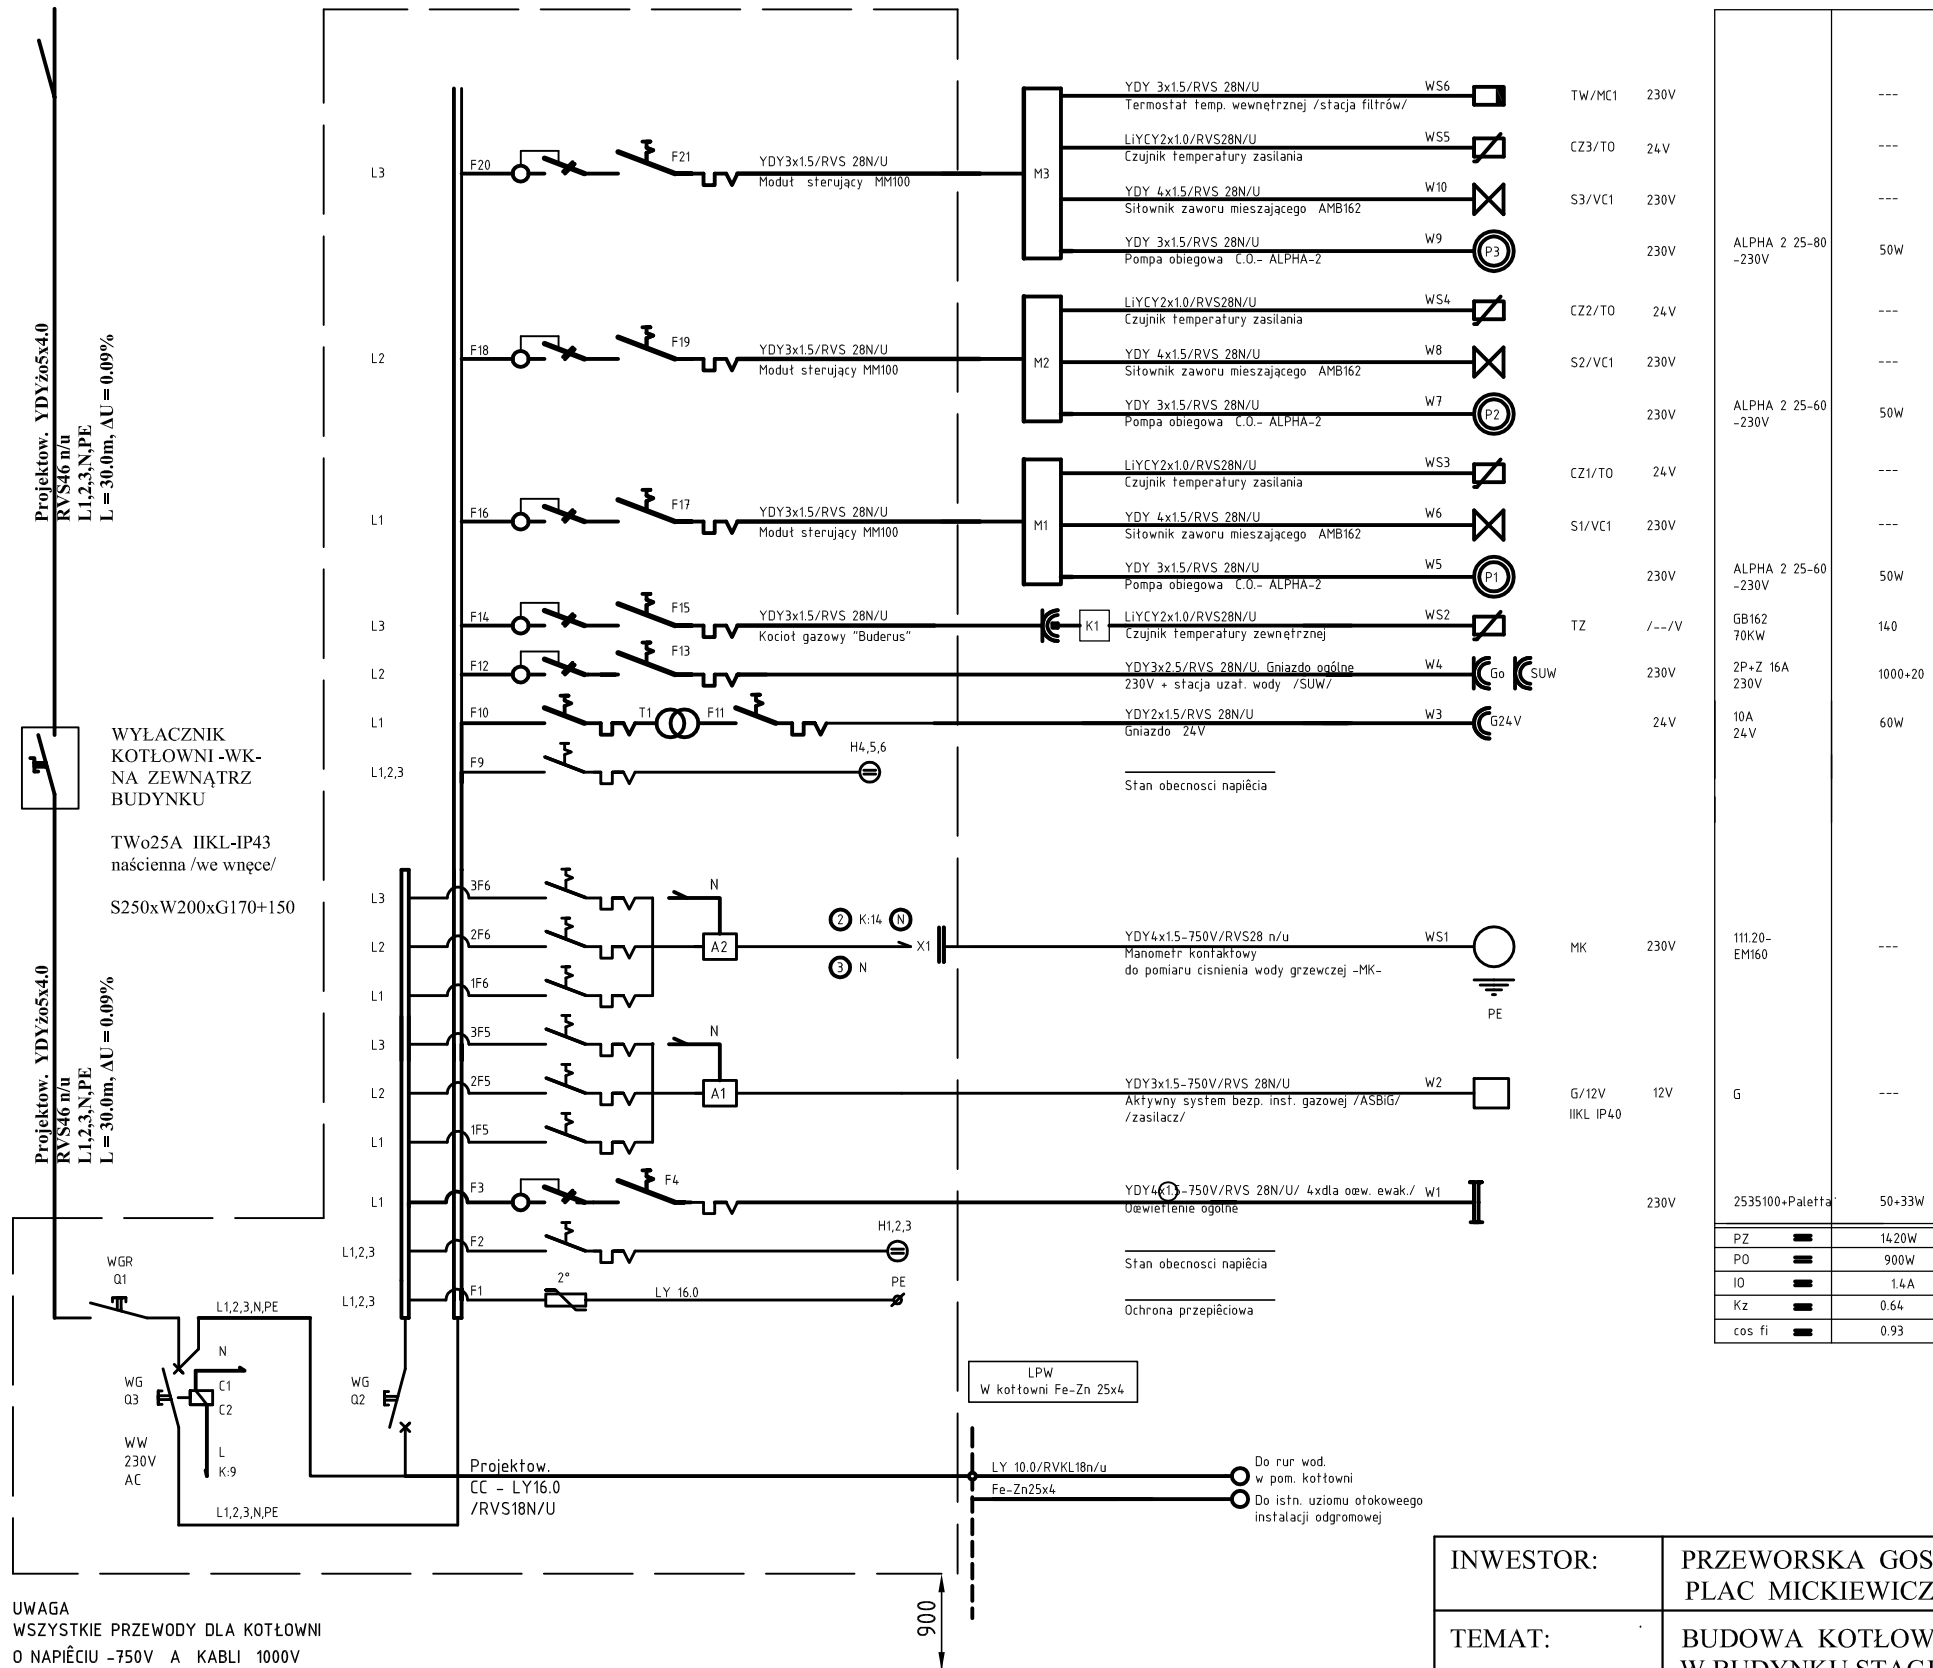 Projektow. YDYżo5x4.0
RVS46 n/u
L1,2,3,N,PE
L = 30.0m, ΔU = 0.09%
WYŁACZNIK
KOTŁOWNI -WK-
NA ZEWNĄTRZ
BUDYNKU
TWo25A IIKL-IP43
naścienna /we wnęce/
S250xW200xG170+150
Projektow. YDYżo5x4.0
RVS46 n/u
L1,2,3,N,PE
L = 30.0m, ΔU = 0.09%
L3 F20 F21 YDY3x1.5/RVS 28N/U
Moduł sterujący MM100
M3
YDY 3x1.5/RVS 28N/U WS6 TW/MC1 230V ---
Termostat temp. wewnętrznej /stacja filtrów/
LiYCY2x1.0/RVS28N/U WS5 CZ3/TO 24V ---
Czujnik temperatury zasilania
YDY 4x1.5/RVS 28N/U W10 S3/VC1 230V ---
Siłownik zaworu mieszającego AMB162
YDY 3x1.5/RVS 28N/U W9 P3 230V ALPHA 2 25-80 50W
Pompa obiegowa C.O.- ALPHA-2 -230V
L2 F18 F19 YDY3x1.5/RVS 28N/U
Moduł sterujący MM100
M2
LiYCY2x1.0/RVS28N/U WS4 CZ2/TO 24V ---
Czujnik temperatury zasilania
YDY 4x1.5/RVS 28N/U W8 S2/VC1 230V ---
Siłownik zaworu mieszającego AMB162
YDY 3x1.5/RVS 28N/U W7 P2 230V ALPHA 2 25-60 50W
Pompa obiegowa C.O.- ALPHA-2 -230V
L1 F16 F17 YDY3x1.5/RVS 28N/U
Moduł sterujący MM100
M1
LiYCY2x1.0/RVS28N/U WS3 CZ1/TO 24V ---
Czujnik temperatury zasilania
YDY 4x1.5/RVS 28N/U W6 S1/VC1 230V ---
Siłownik zaworu mieszającego AMB162
YDY 3x1.5/RVS 28N/U W5 P1 230V ALPHA 2 25-60 50W
Pompa obiegowa C.O.- ALPHA-2 -230V
L3 F14 F15 YDY3x1.5/RVS 28N/U K1 LiYCY2x1.0/RVS28N/U WS2 TZ /--/V GB162 140
Kocioł gazowy "Buderus" Czujnik temperatury zewnętrznej 70KW
L2 F12 F13 YDY3x2.5/RVS 28N/U. Gniazdo ogólne W4 Go SUW 230V 2P+Z 16A 1000+20
230V + stacja uzat. wody /SUW/ 230V
L1 F10 T1 F11 YDY2x1.5/RVS 28N/U W3 G24V 24V 10A 60W
Gniazdo 24V 24V
L1,2,3 F9 H4,5,6
Stan obecnosci napiêcia
L3 3F6 N
L2 2F6 A2 2 K:14 N X1 YDY4x1.5-750V/RVS28 n/u WS1 MK 230V 111.20- ---
3 N Manometr kontaktowy EM160
do pomiaru cisnienia wody grzewczej -MK-
L1 1F6
PE
L3 3F5 N
L2 2F5 A1 YDY3x1.5-750V/RVS 28N/U W2 G/12V 12V G ---
Aktywny system bezp. inst. gazowej /ASBiG/ IIKL IP40
/zasilacz/
L1 1F5
L1 F3 F4 YDY4x1.5-750V/RVS 28N/U/ 4xdla oœw. ewak./ W1 230V 2535100+Paletta 50+33W
Oœwietlenie ogólne
L1,2,3 F2 H1,2,3
Stan obecnosci napiêcia
L1,2,3 F1 2° LY 16.0 PE
Ochrona przepiêciowa
PZ = 1420W
PO = 900W
IO = 1.4A
Kz = 0.64
cos fi = 0.93
WGR
Q1
L1,2,3,N,PE
N
WG
Q3
C1
C2
WW
230V
AC
L
K:9
L1,2,3,N,PE
WG
Q2
Projektow.
CC - LY16.0
/RVS18N/U
LPW
W kotłowni Fe-Zn 25x4
LY 10.0/RVKL18n/u
Do rur wod.
w pom. kotłowni
Fe-Zn25x4
Do istn. uziomu otokoweego
instalacji odgromowej
900
UWAGA
WSZYSTKIE PRZEWODY DLA KOTŁOWNI
O NAPIÊCIU -750V A KABLI 1000V
INWESTOR: PRZEWORSKA GOS
PLAC MICKIEWICZ
TEMAT: BUDOWA KOTŁOW
W BUDYNKU STAC